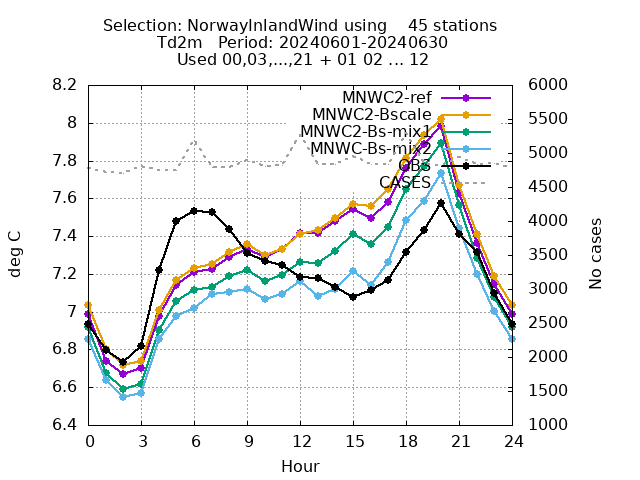 Selection: NorwayInlandWind using    45 stations
Td2m   Period: 20240601-20240630
Used 00,03,...,21 + 01 02 ... 12
8.2
8
7.8
7.6
7.4
7.2
7
6.8
6.6
6.4
deg C
6000
5500
5000
4500
4000
3500
3000
2500
2000
1500
1000
No cases
MNWC2-ref
MNWC2-Bscale
MNWC2-Bs-mix1
MNWC-Bs-mix2
OBS
CASES
0 3 6 9 12 15 18 21 24
Hour